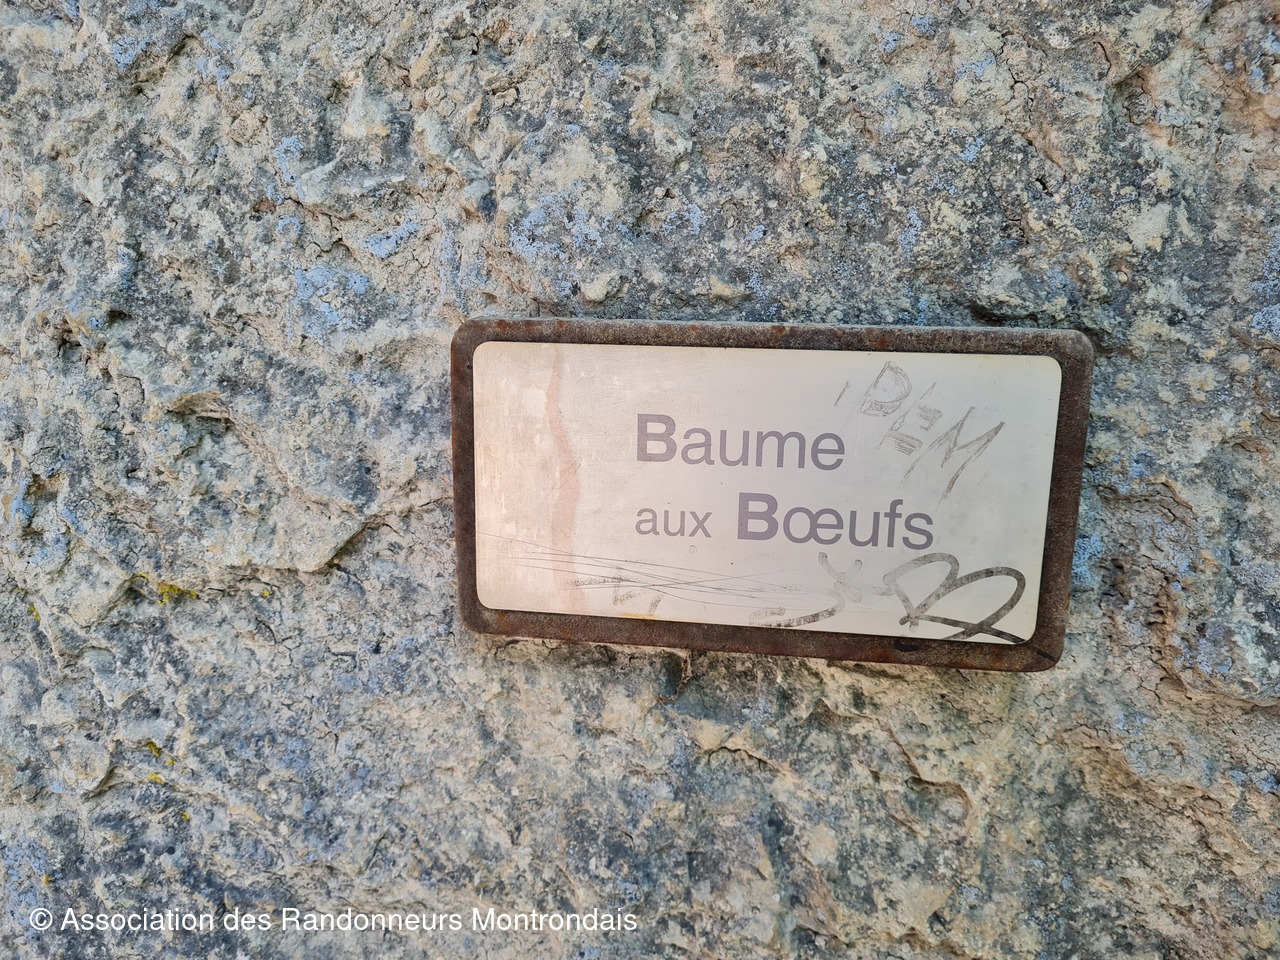 Baume
aux Bœufs
© Association des Randonneurs Montrondais